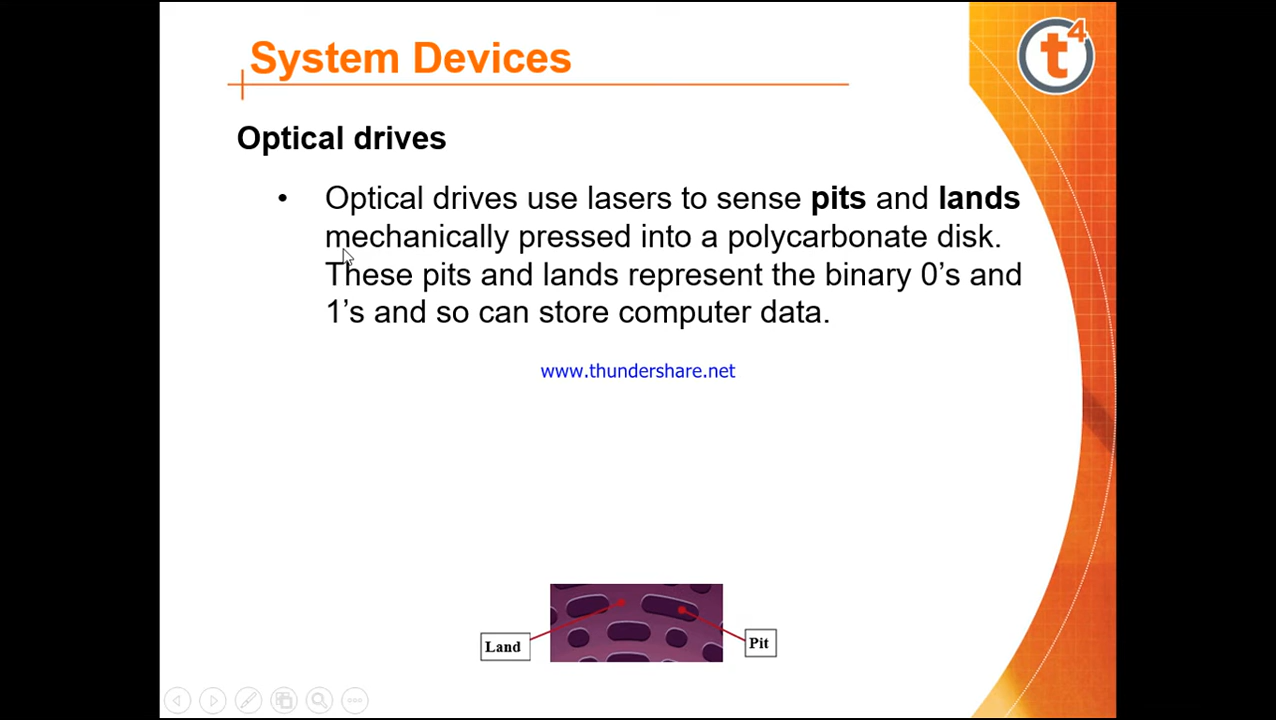 System Devices
t4
Optical drives
• Optical drives use lasers to sense pits and lands
mechanically pressed into a polycarbonate disk.
These pits and lands represent the binary 0’s and
1’s and so can store computer data.
www.thundershare.net
Land
Pit